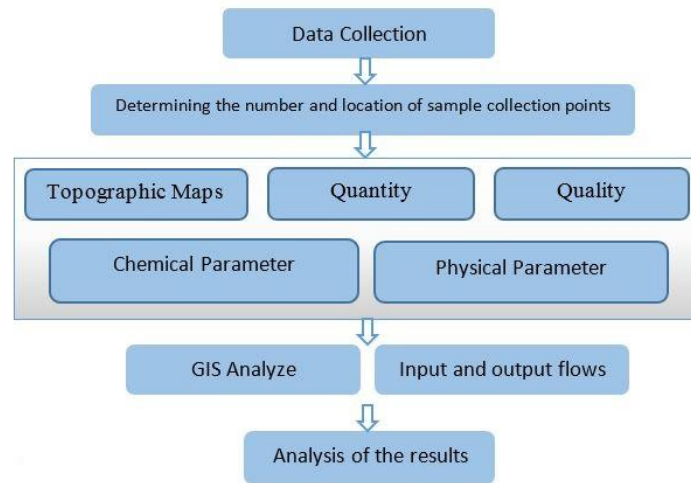 Data Collection
Determining the number and location of sample collection points
Topographic Maps
Quantity
Quality
Chemical Parameter
Physical Parameter
GIS Analyze
Input and output flows
Analysis of the results